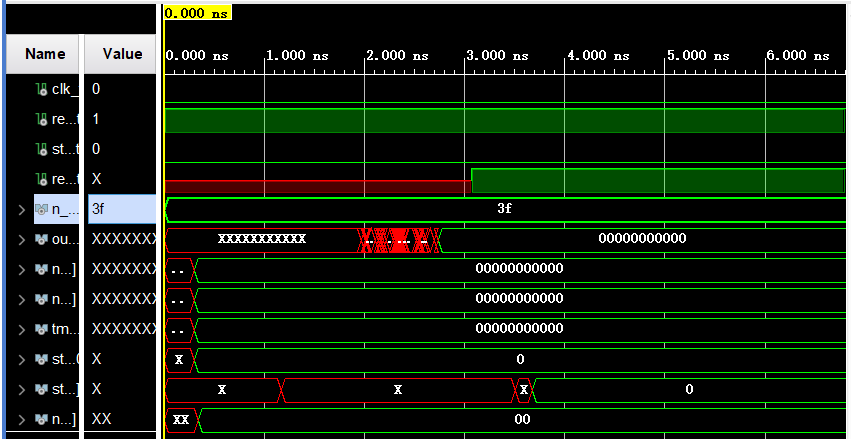 0.000 ns
Name Value 0.000 ns 1.000 ns 2.000 ns 3.000 ns 4.000 ns 5.000 ns 6.000 ns
clk_ 0
re...t 1
st...t 0
re...t X
n_... 3f 3f
ou... XXXXXXX XXXXXXXXXXX 00000000000
n...] XXXXXXX .. 00000000000
n...] XXXXXXX .. 00000000000
tm... XXXXXXX .. 00000000000
st...0 X X 0
st...] X X X X 0
n...] XX XX 00